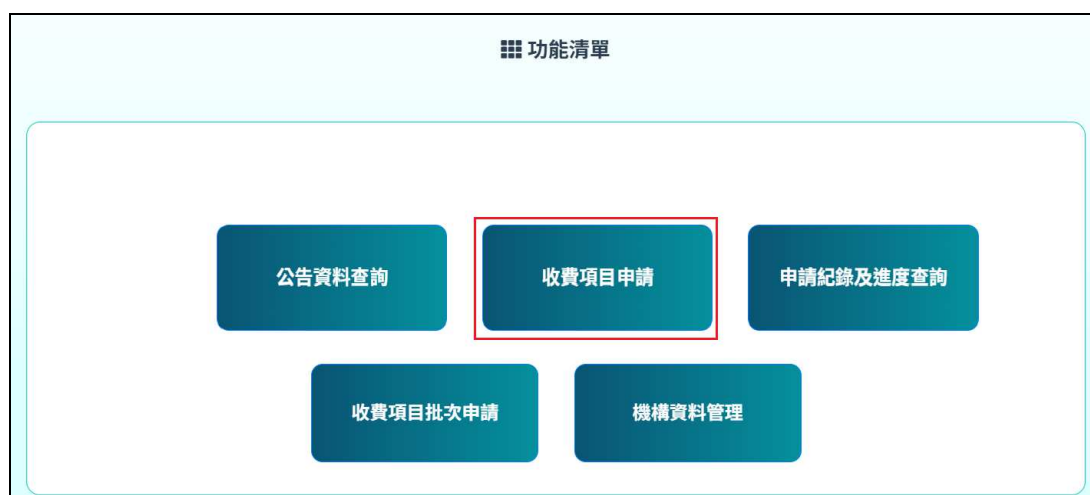 功能清單
公告資料查詢
收費項目申請
申請紀錄及進度查詢
收費項目批次申請
機構資料管理